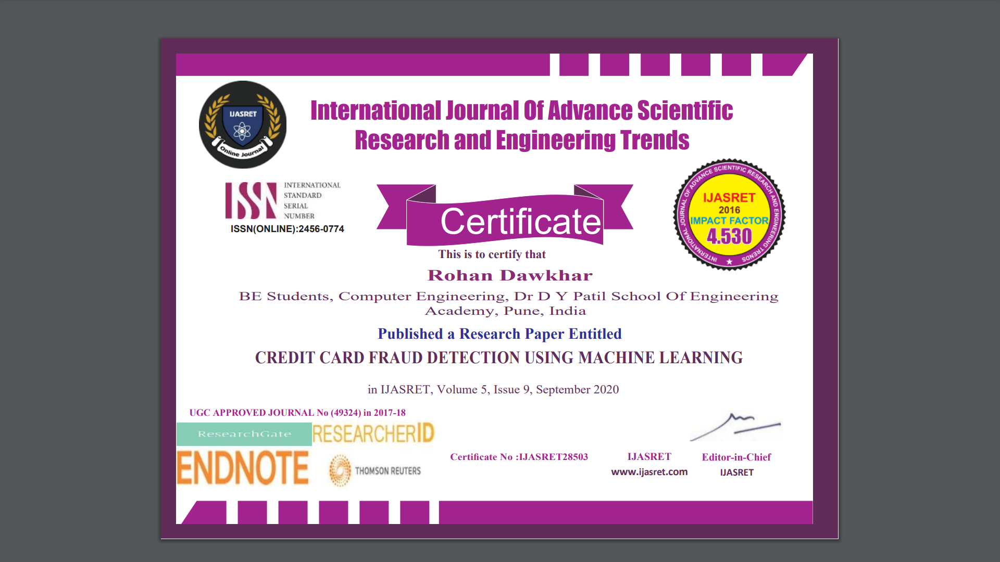 International Journal Of Advance Scientific
Research and Engineering Trends
IJASRET
Online Journal
ISSN
INTERNATIONAL
STANDARD
SERIAL
NUMBER
ISSN(ONLINE):2456-0774
Certificate
INTERNATIONAL JOURNAL OF ADVANCE SCIENTIFIC RESEARCH AND ENGINEERING TRENDS
IJASRET
2016
IMPACT FACTOR
4.530
This is to certify that
Rohan Dawkhar
BE Students, Computer Engineering, Dr D Y Patil School Of Engineering
Academy, Pune, India
Published a Research Paper Entitled
CREDIT CARD FRAUD DETECTION USING MACHINE LEARNING
in IJASRET, Volume 5, Issue 9, September 2020
UGC APPROVED JOURNAL No (49324) in 2017-18
ResearchGate
RESEARCHERID
ENDNOTE
THOMSON REUTERS
Certificate No :IJASRET28503
IJASRET
www.ijasret.com
Editor-in-Chief
IJASRET